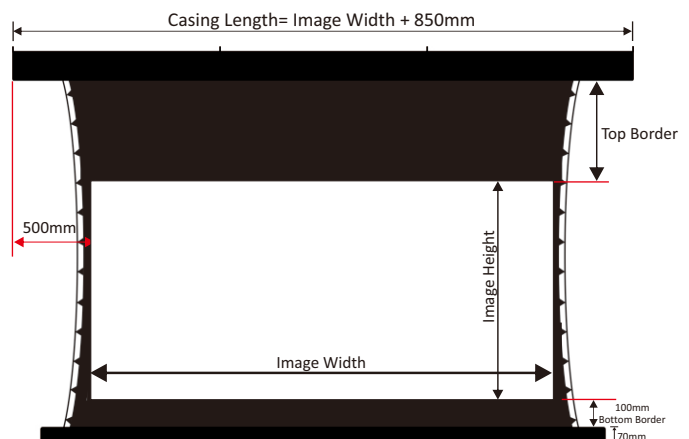 Casing Length= Image Width + 850mm
Top Border
500mm
Image Height
Image Width
100mm
Bottom Border
70mm